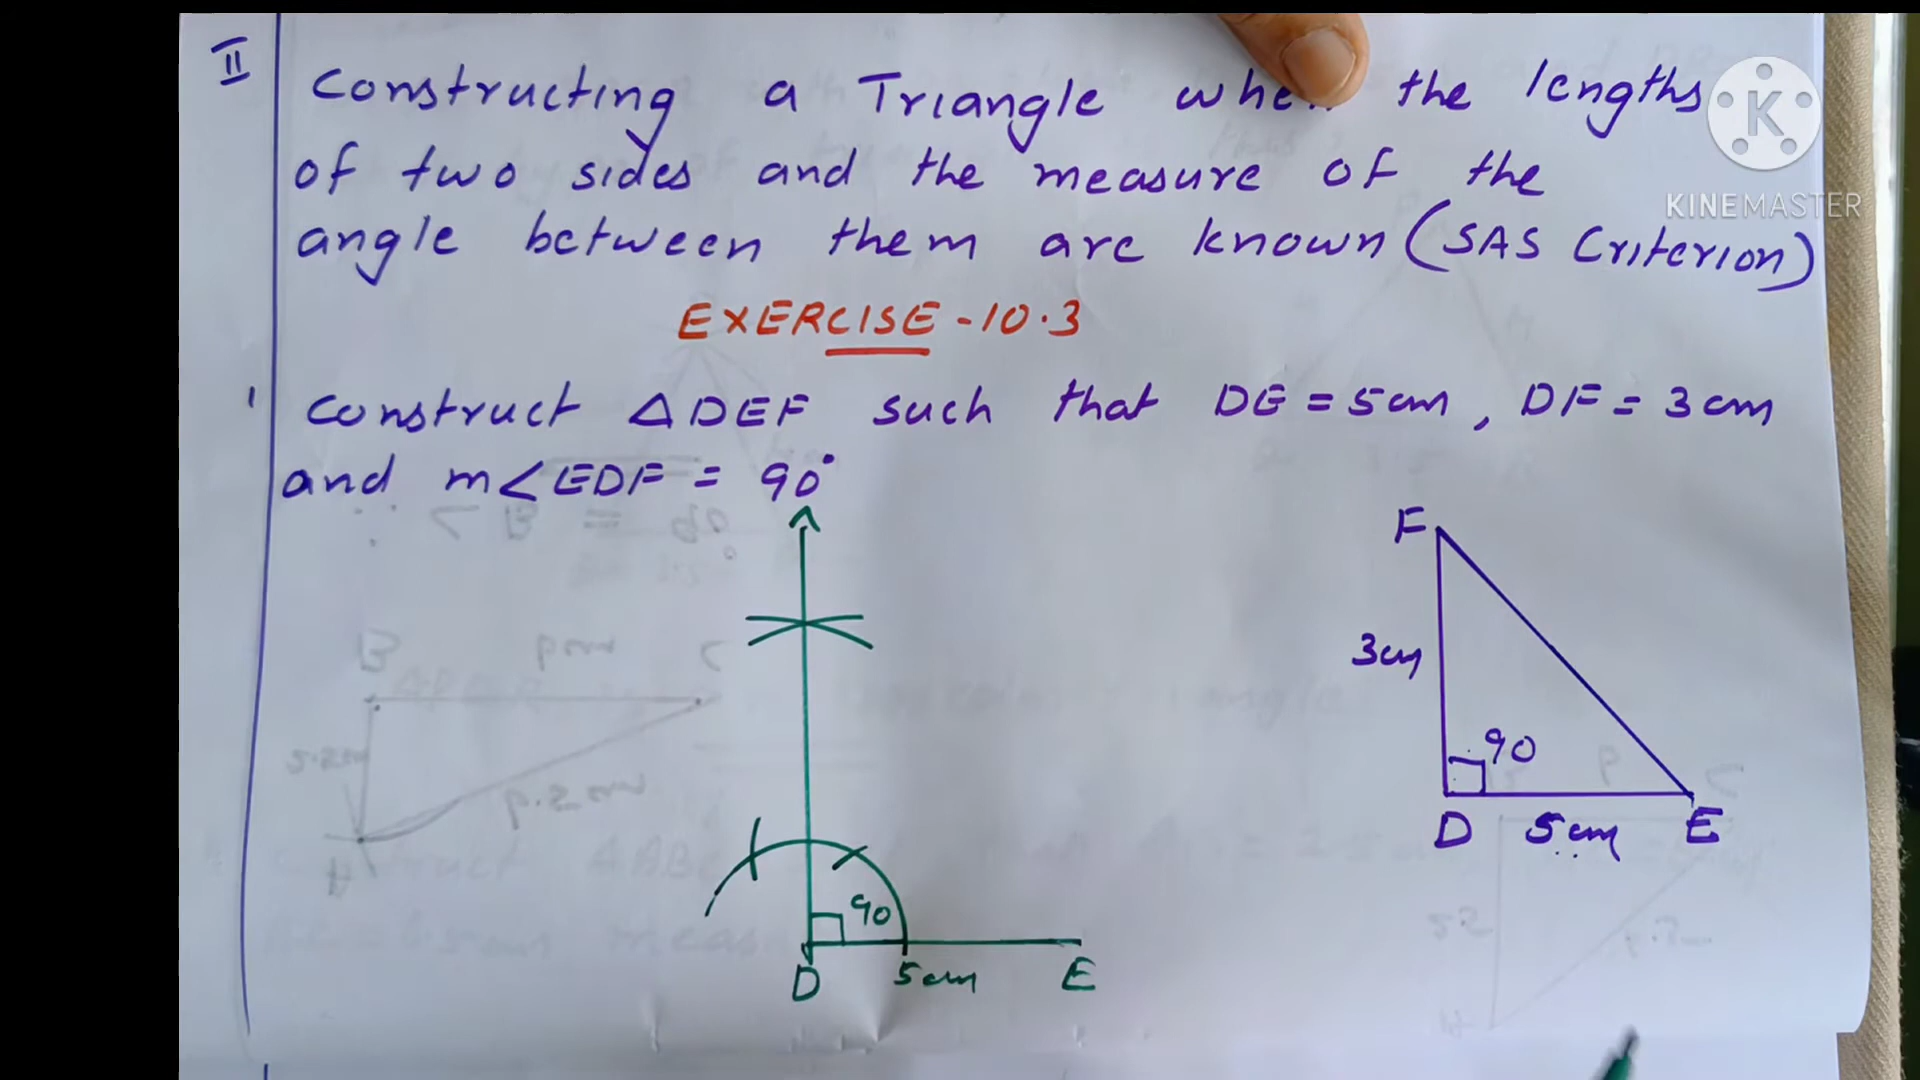 II
Constructing a Triangle when the lengths
of two sides and the measure of the
angle between them are known (SAS Criterion)
EXERCISE - 10.3
1 Construct △DEF such that DE = 5cm, DF = 3cm
and m∠EDF = 90°
F
3cm
90
D 5cm E
90
D 5cm E
K
KINEMASTER